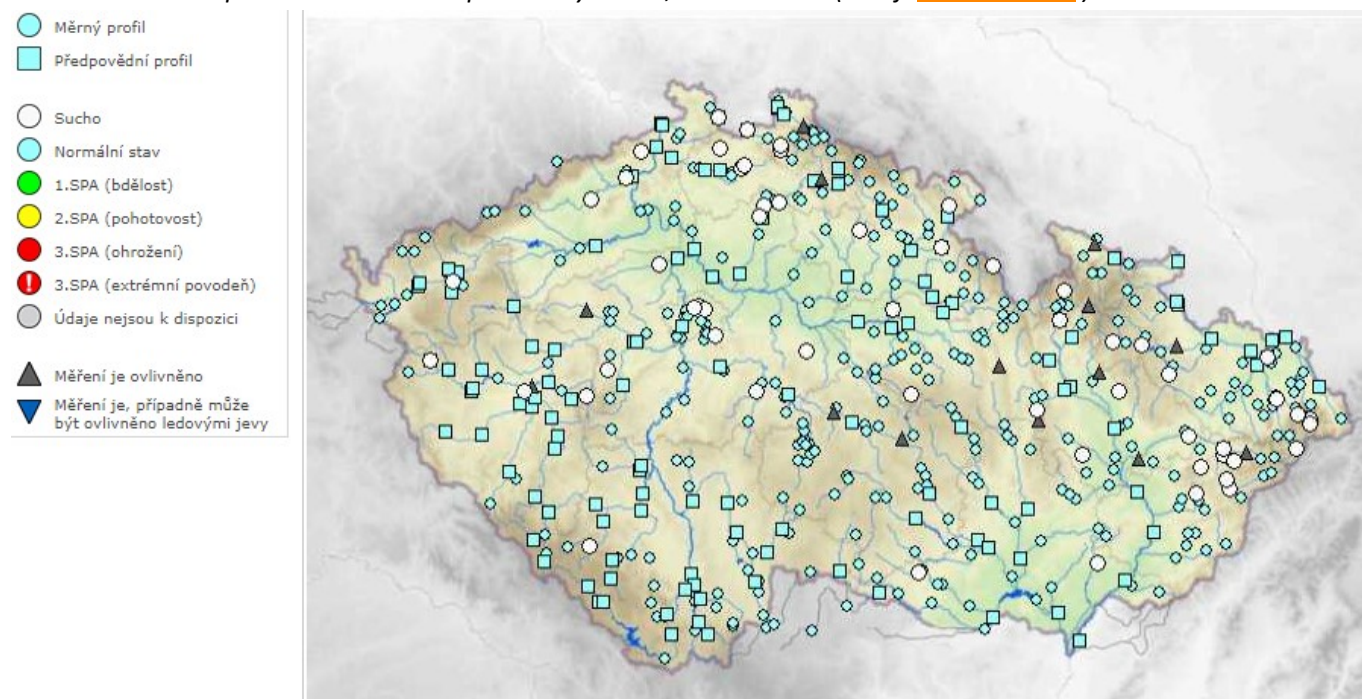 Měrný profil
Předpovědní profil
Sucho
Normální stav
1.SPA (bdělost)
2.SPA (pohotovost)
3.SPA (ohrožení)
3.SPA (extrémní povodeň)
Údaje nejsou k dispozici
Měření je ovlivněno
Měření je, případně může
být ovlivněno ledovými jevy